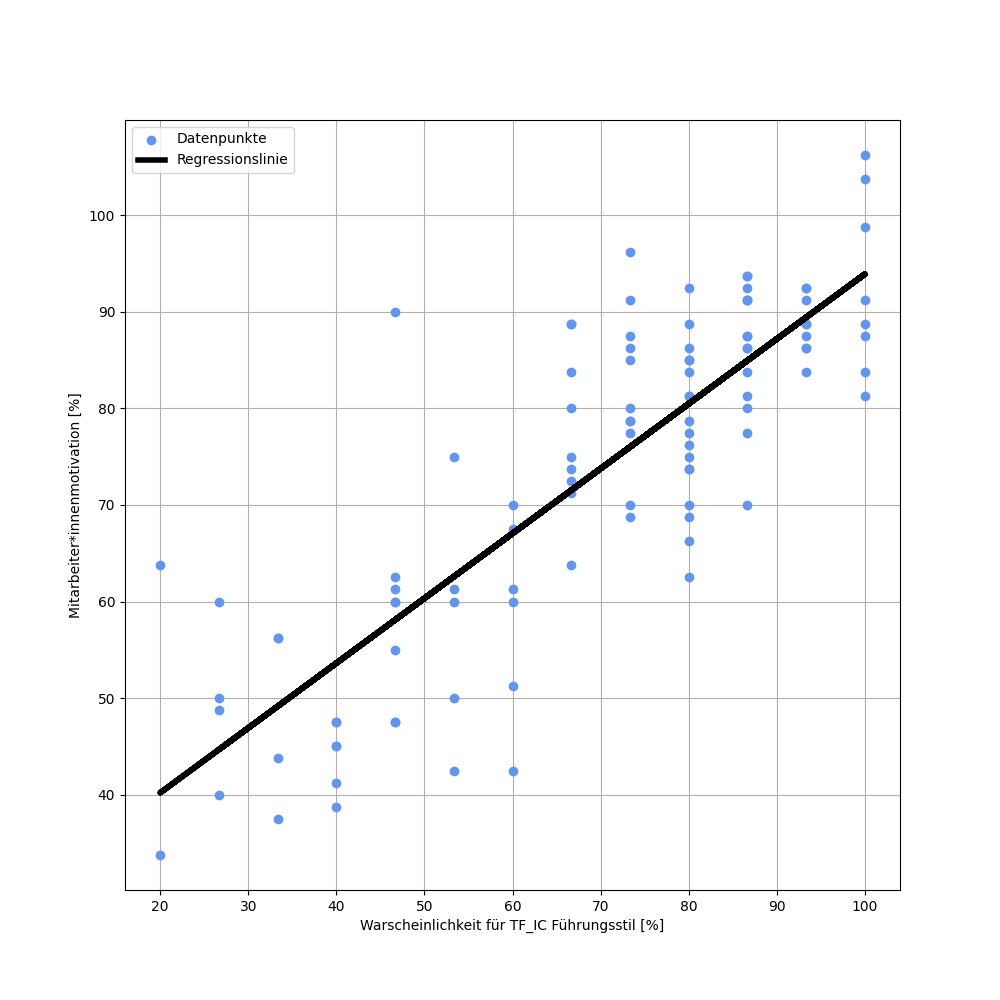 Datenpunkte
Regressionslinie
100
90
80
70
60
50
40
Mitarbeiter*innenmotivation [%]
20 30 40 50 60 70 80 90 100
Warscheinlichkeit für TF_IC Führungsstil [%]